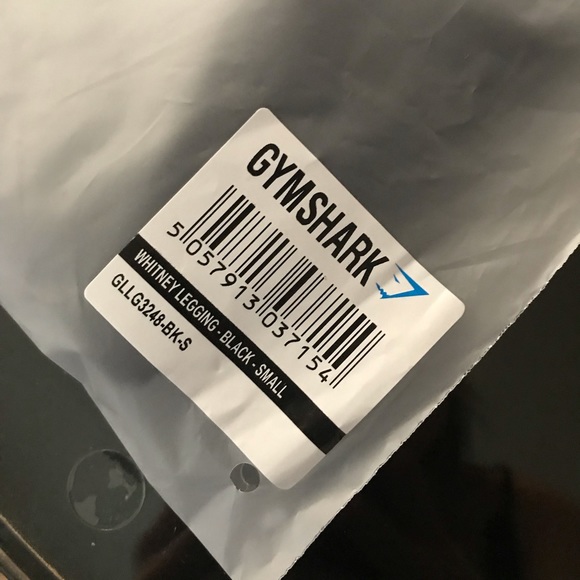 GYMSHARK
5 057913 037154
WHITNEY LEGGING - BLACK - SMALL
GLLG3248-BK-S